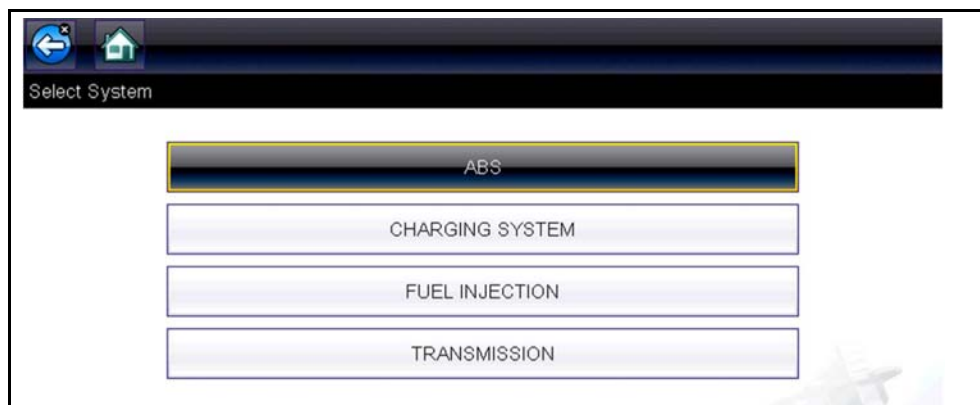 Select System
ABS
CHARGING SYSTEM
FUEL INJECTION
TRANSMISSION